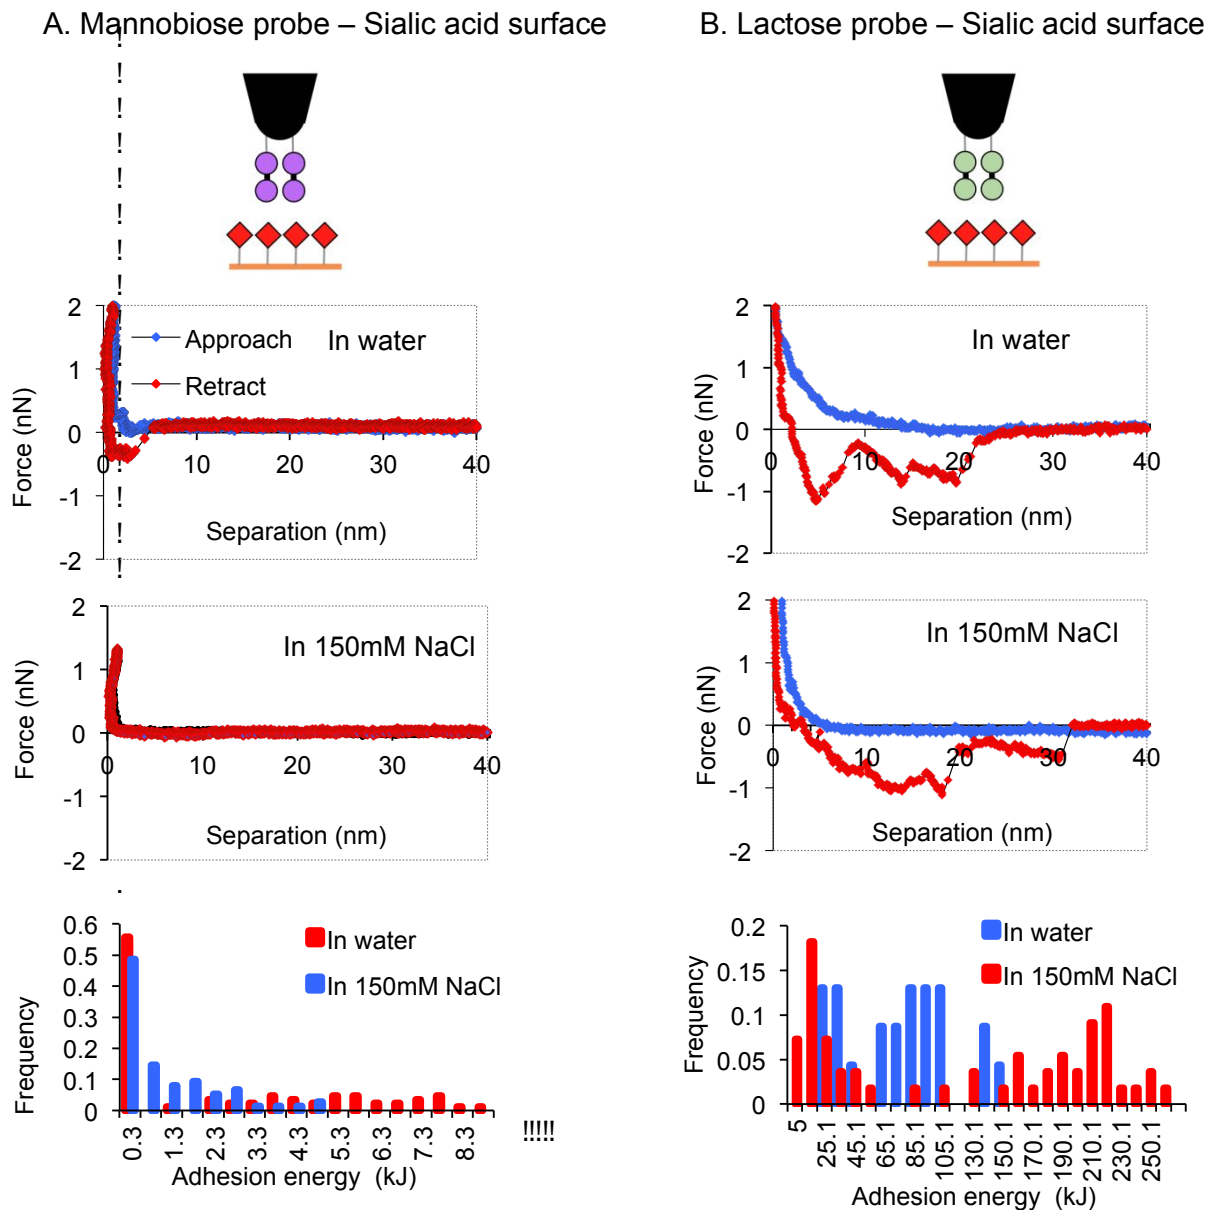 A. Mannobiose probe – Sialic acid surface
B. Lactose probe – Sialic acid surface
2
1
0
-1
-2
Force (nN)
Approach
Retract
In water
0 10 20 30 40
Separation (nm)
2
1
0
-1
-2
Force (nN)
In water
0 10 20 30 40
Separation (nm)
2
1
0
-1
-2
Force (nN)
In 150mM NaCl
0 10 20 30 40
Separation (nm)
2
1
0
-1
-2
Force (nN)
In 150mM NaCl
0 10 20 30 40
Separation (nm)
0.6
0.5
0.4
0.3
0.2
0.1
0
Frequency
In water
In 150mM NaCl
0.3 1.3 2.3 3.3 4.3 5.3 6.3 7.3 8.3
Adhesion energy (kJ)
!!!!!
0.2
0.15
0.1
0.05
0
Frequency
In water
In 150mM NaCl
5 25.1 45.1 65.1 85.1 105.1 130.1 150.1 170.1 190.1 210.1 230.1 250.1
Adhesion energy (kJ)